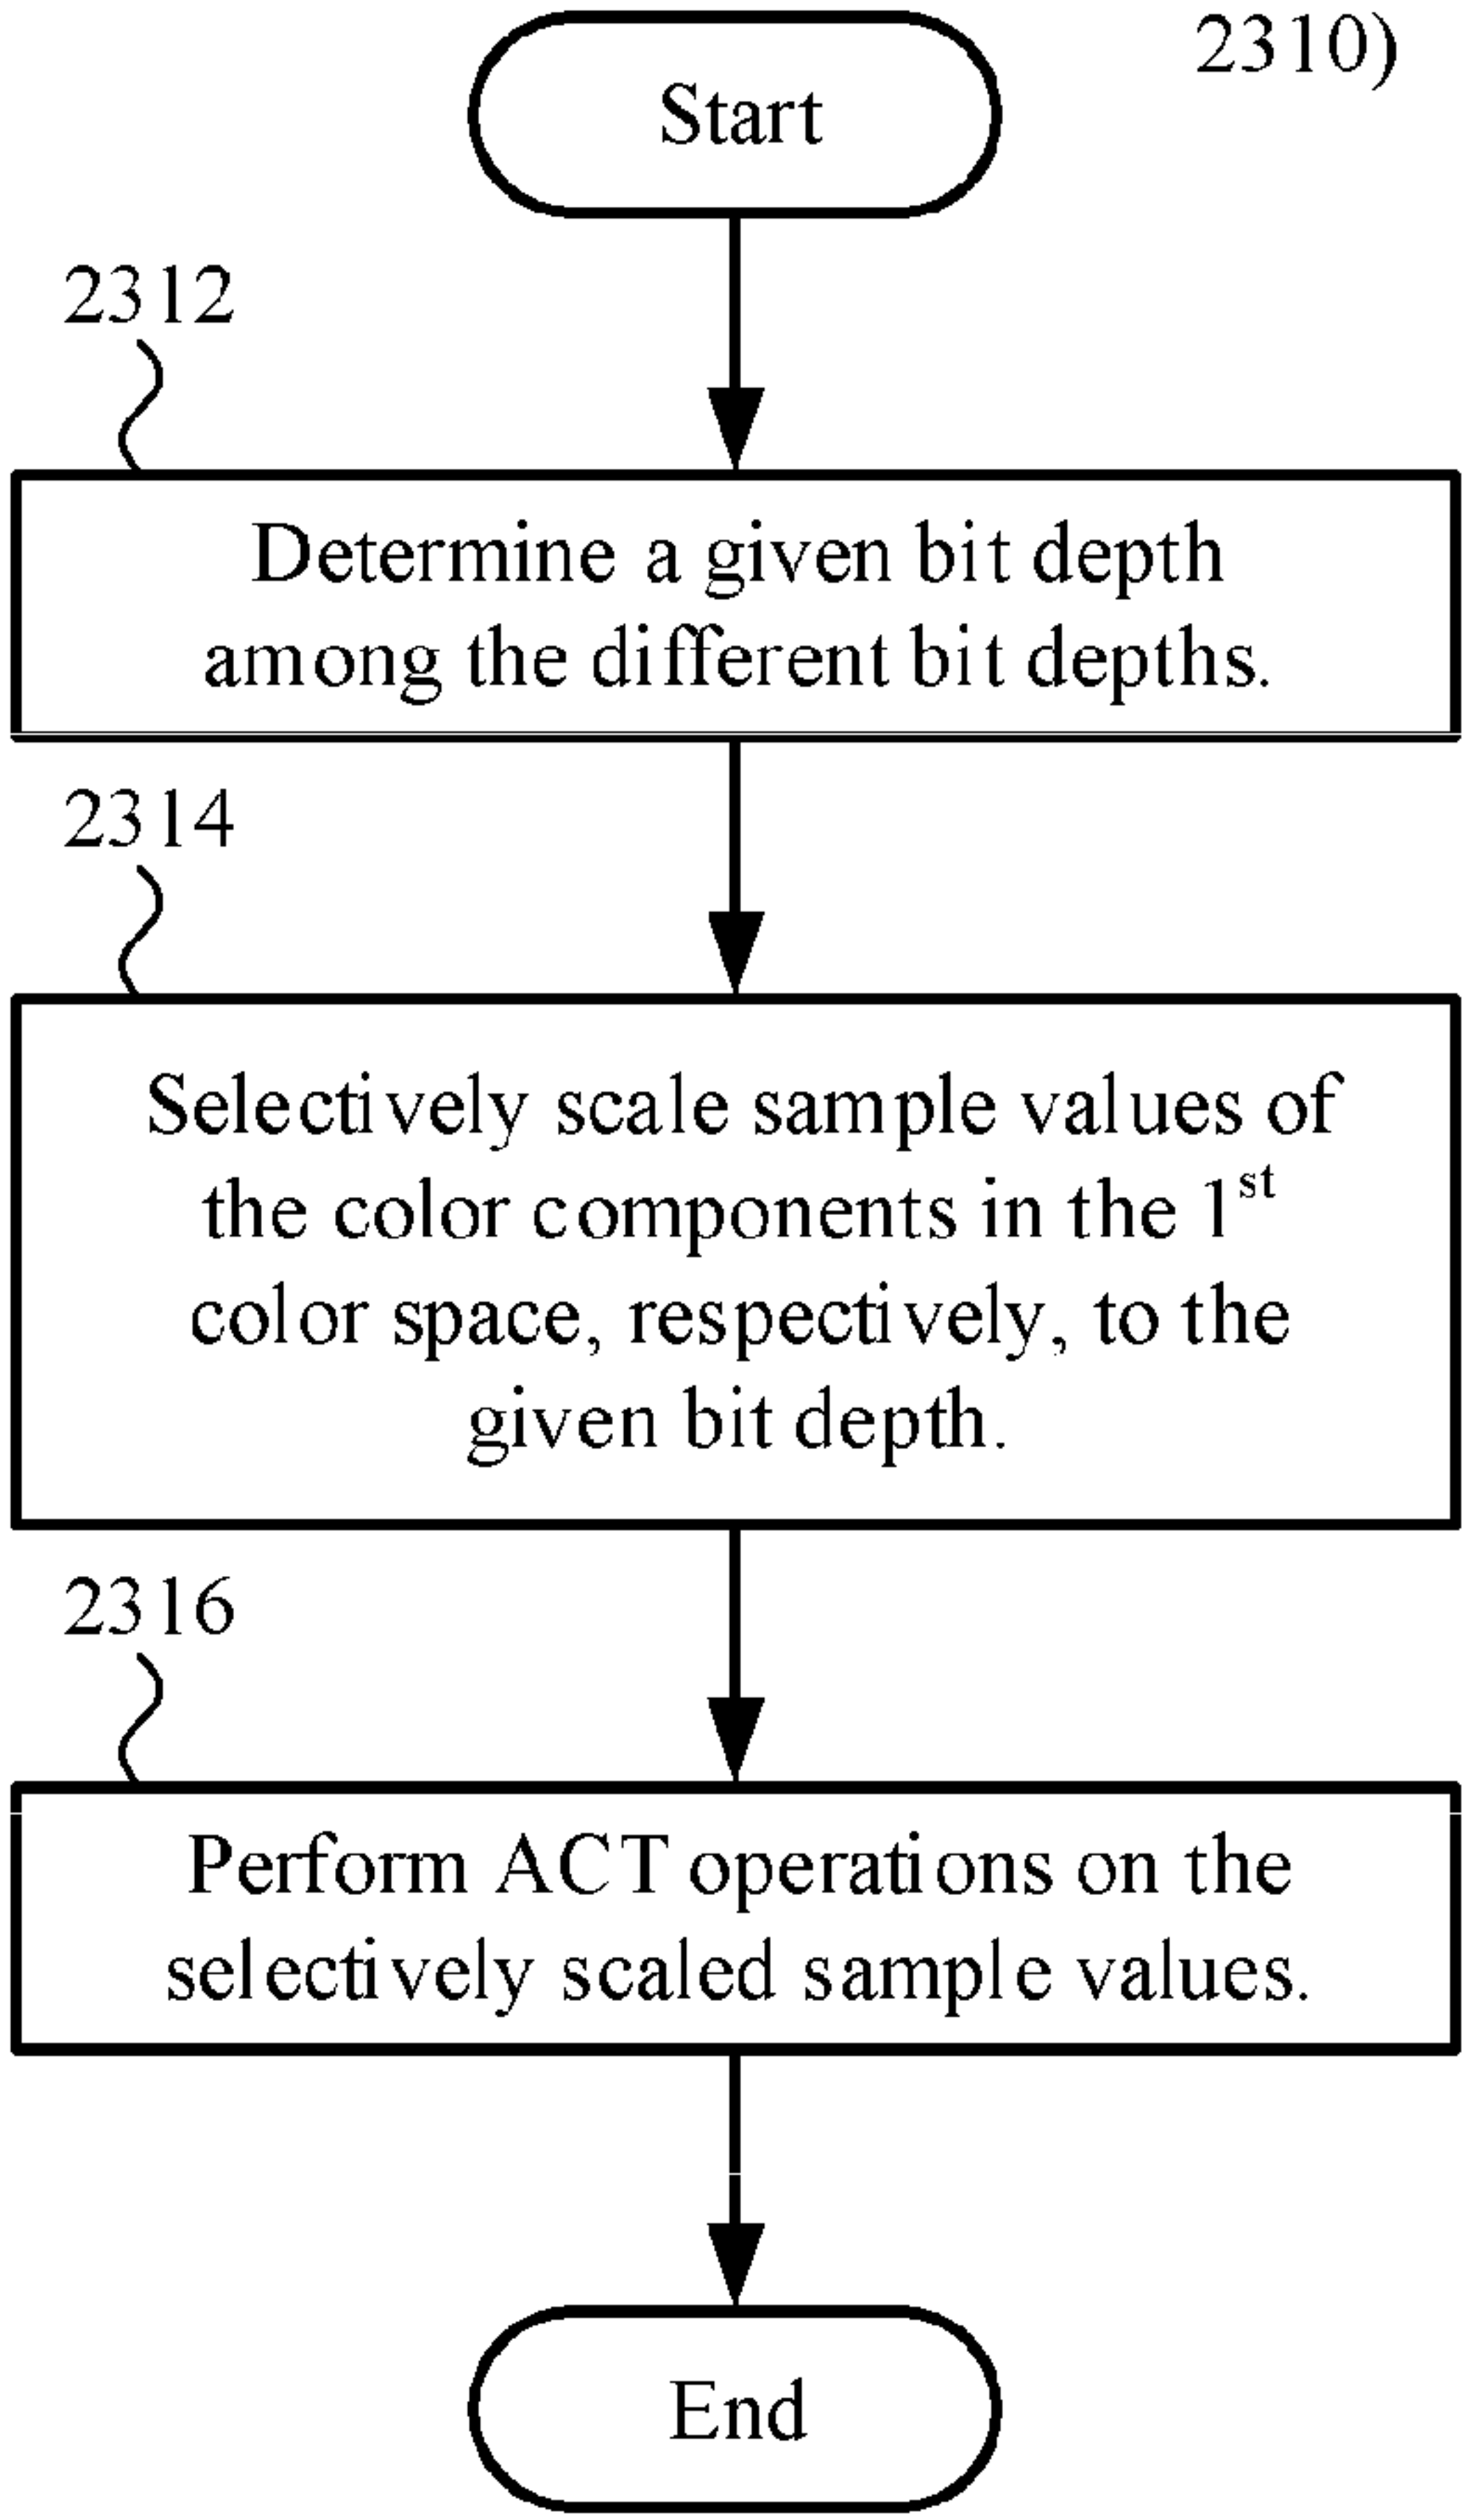 2310)
Start
2312
Determine a given bit depth
among the different bit depths.
2314
Selectively scale sample values of
the color components in the 1st
color space, respectively, to the
given bit depth.
2316
Perform ACT operations on the
selectively scaled sample values.
End